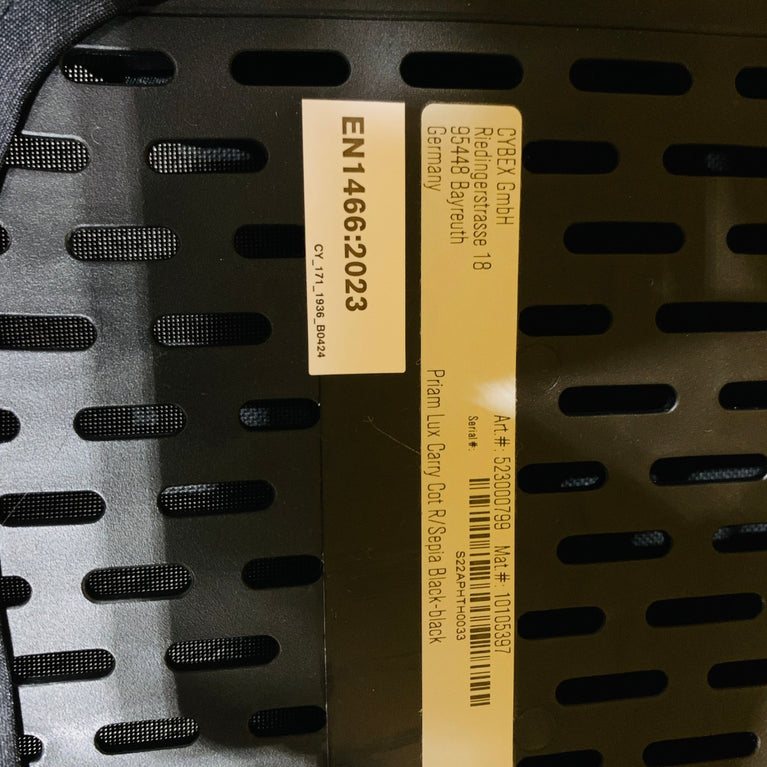 EN1466:2023
CY_171_1936_B0424
CYBEX GmbH
Riedingerstrasse 18
95448 Bayreuth
Germany
Art.#: 523000799 Mat.#: 10105397
Serial#:
S22APHTH0033
Priam Lux Carry Cot R/Sepia Black-black